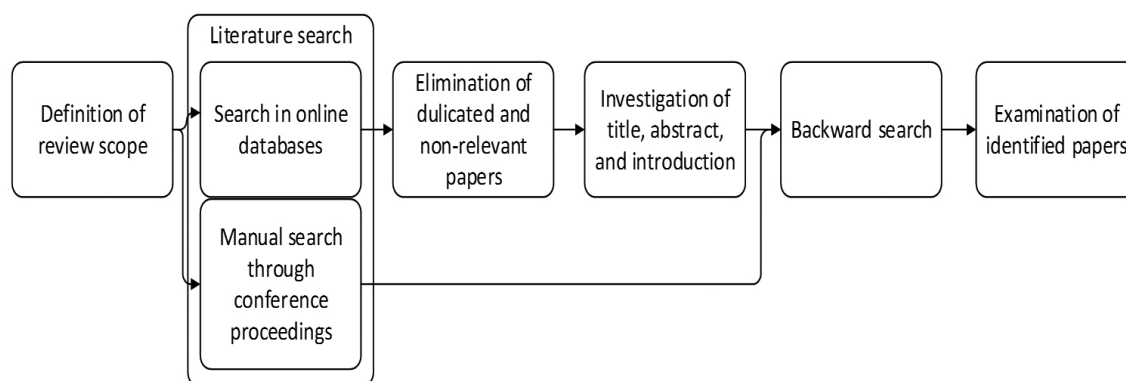 Literature search
Definition of
review scope
Search in online
databases
Manual search
through
conference
proceedings
Elimination of
dulicated and
non-relevant
papers
Investigation of
title, abstract,
and introduction
Backward search
Examination of
identified papers